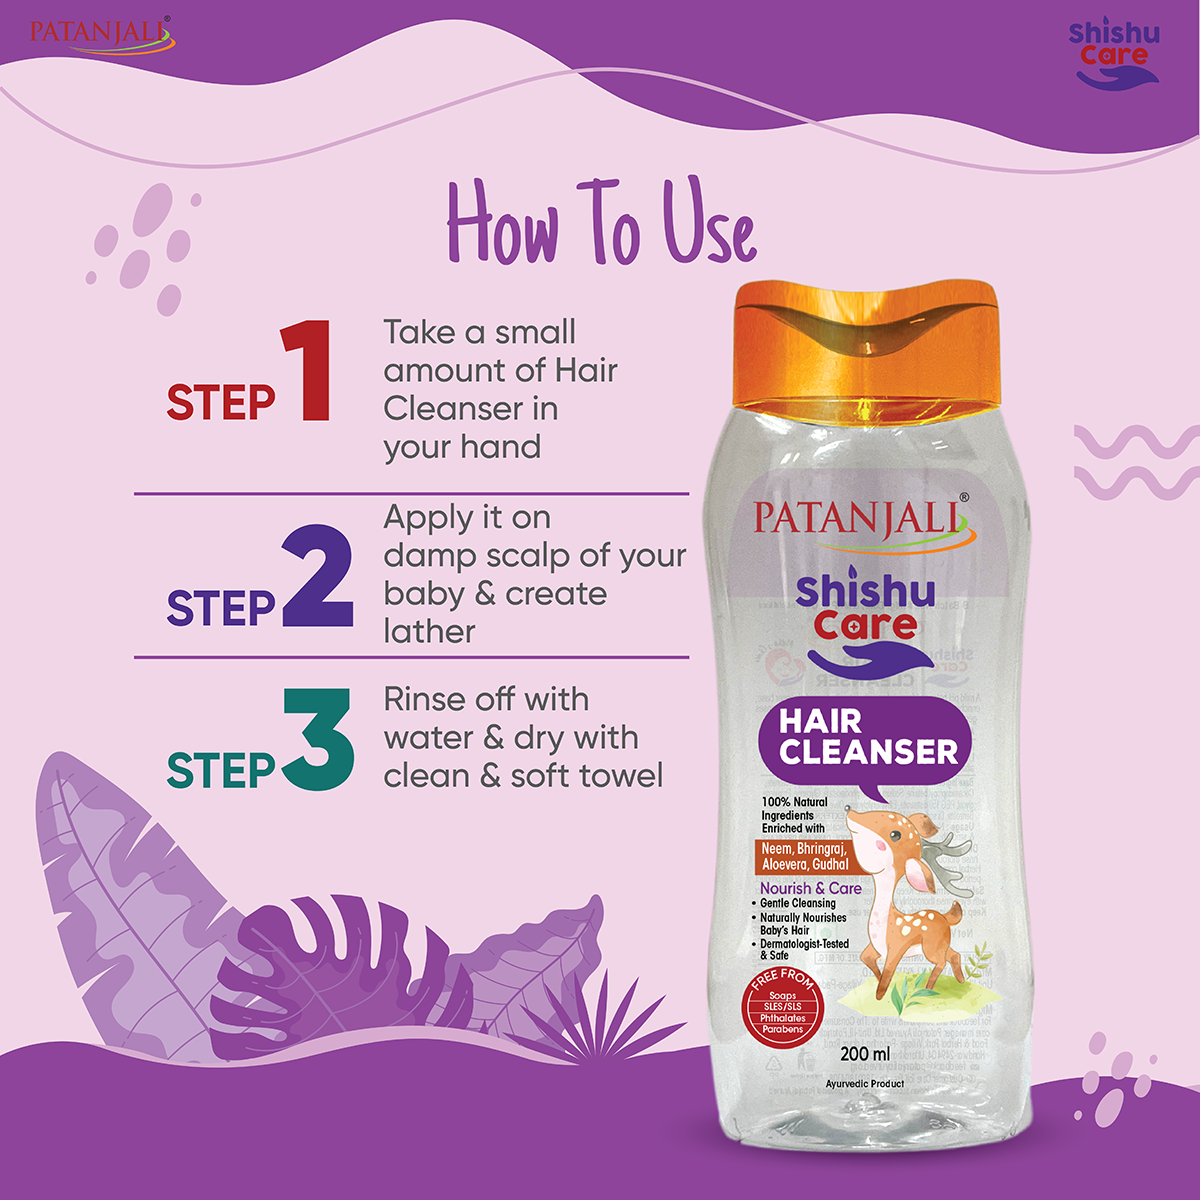 PATANJALI®
Shishu
Care
How To Use
STEP 1
Take a small
amount of Hair
Cleanser in
your hand
STEP 2
Apply it on
damp scalp of your
baby & create
lather
STEP 3
Rinse off with
water & dry with
clean & soft towel
PATANJALI®
Shishu
Care
HAIR
CLEANSER
100% Natural
Ingredients
Enriched with
Neem, Bhringraj,
Aloevera, Gudhal
Nourish & Care
• Gentle Cleansing
• Naturally Nourishes
Baby's Hair
• Dermatologist-Tested
& Safe
FREE FROM
Soaps
SLES/SLS
Phthalates
Parabens
200 ml
Ayurvedic Product